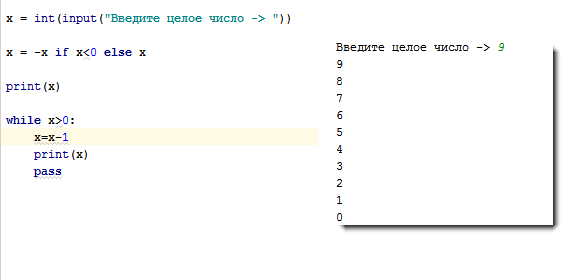 x = int(input("Введите целое число -> "))
x = -x if x<0 else x
print(x)
while x>0:
    x=x-1
    print(x)
    pass
Введите целое число -> 9
9
8
7
6
5
4
3
2
1
0